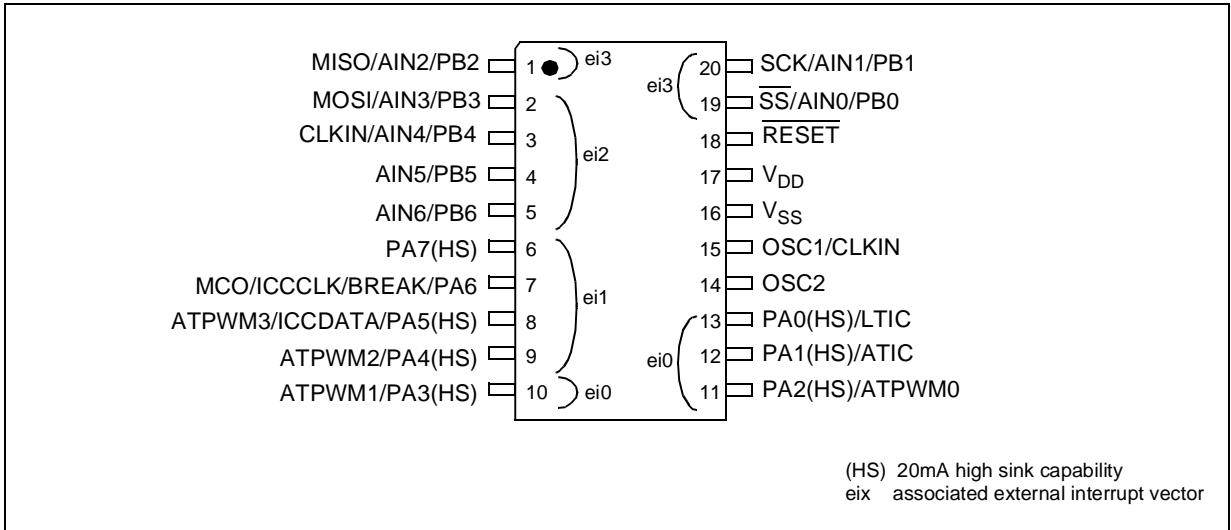 MISO/AIN2/PB2 1 ei3 20 SCK/AIN1/PB1
MOSI/AIN3/PB3 2 ei3 19 SS/AIN0/PB0
CLKIN/AIN4/PB4 3 ei2 18 RESET
AIN5/PB5 4 17 VDD
AIN6/PB6 5 16 VSS
PA7(HS) 6 15 OSC1/CLKIN
MCO/ICCCLK/BREAK/PA6 7 ei1 14 OSC2
ATPWM3/ICCDATA/PA5(HS) 8 13 PA0(HS)/LTIC
ATPWM2/PA4(HS) 9 ei0 12 PA1(HS)/ATIC
ATPWM1/PA3(HS) 10 ei0 11 PA2(HS)/ATPWM0
(HS) 20mA high sink capability
eix associated external interrupt vector